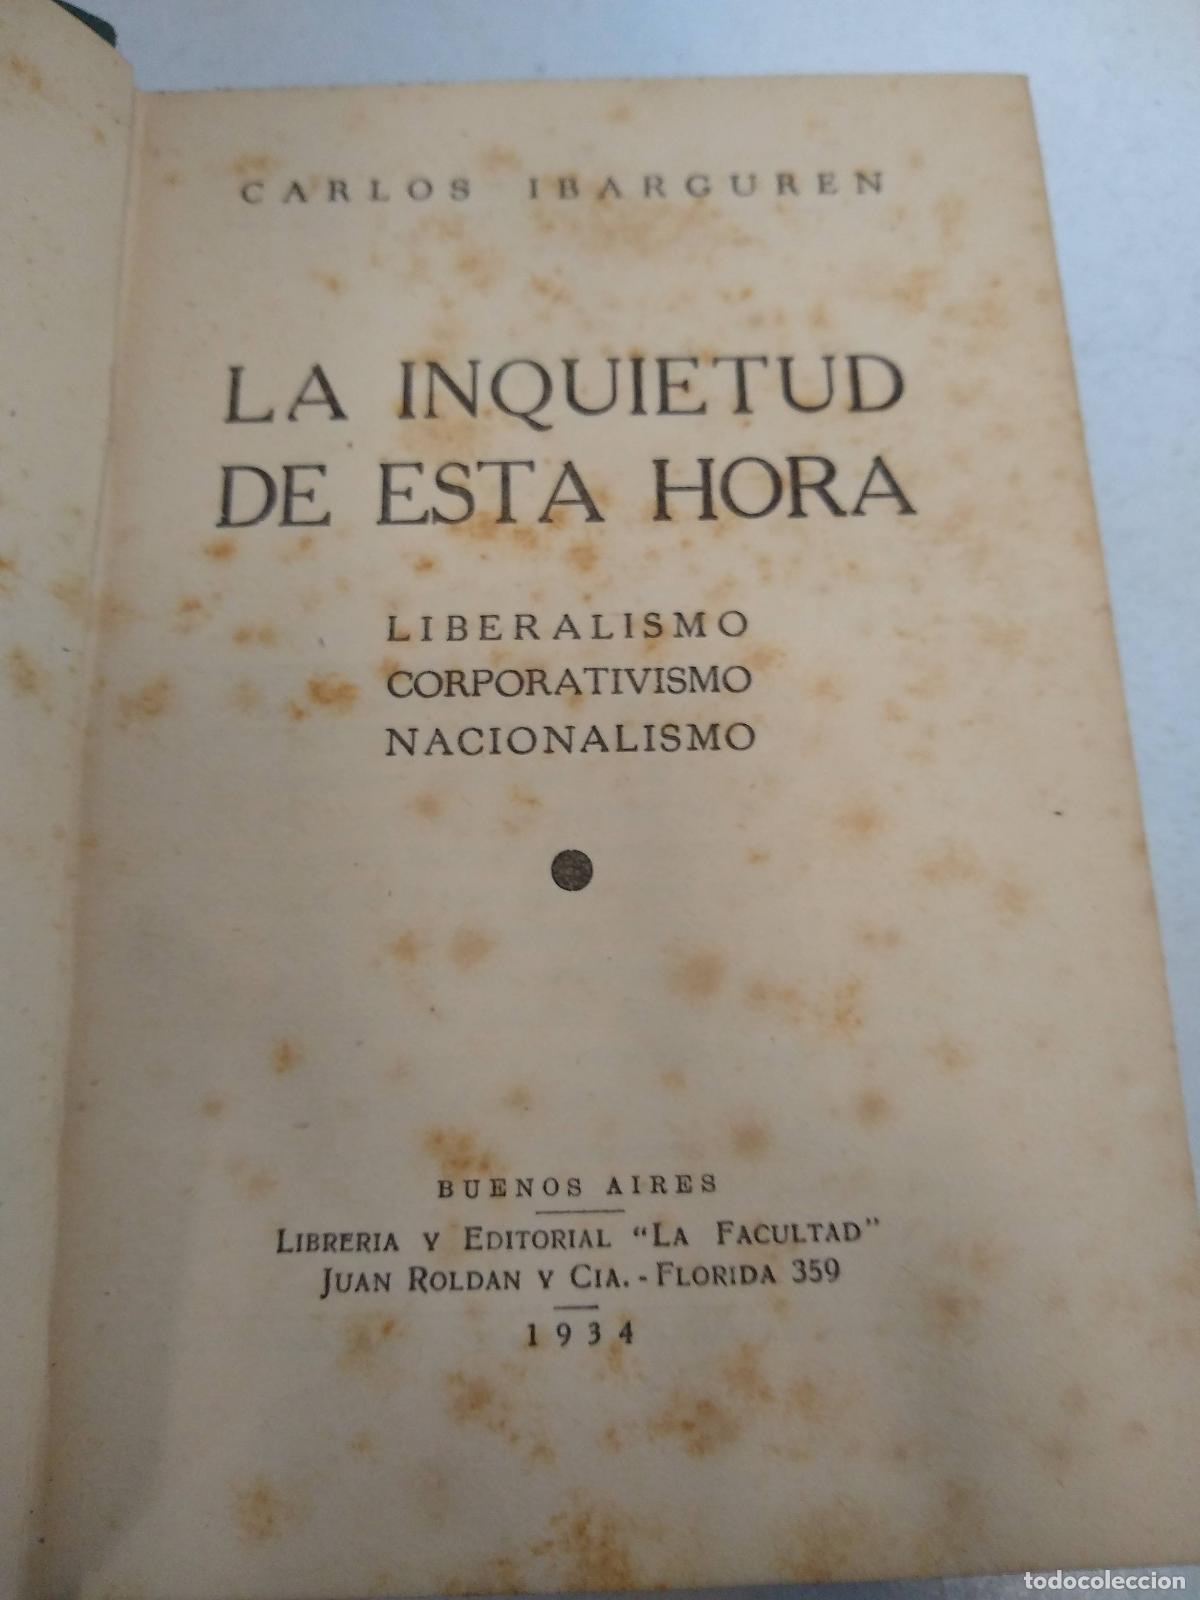 CARLOS IBARGUREN
LA INQUIETUD
DE ESTA HORA
LIBERALISMO
CORPORATIVISMO
NACIONALISMO
BUENOS AIRES
LIBRERIA Y EDITORIAL "LA FACULTAD"
JUAN ROLDAN Y CIA. - FLORIDA 359
1934
todocoleccion